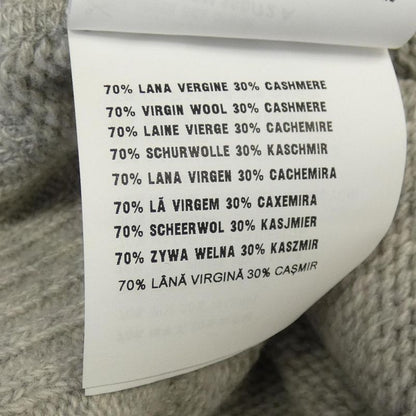 70% LANA VERGINE 30% CASHMERE
70% VIRGIN WOOL 30% CASHMERE
70% LAINE VIERGE 30% CACHEMIRE
70% SCHURWOLLE 30% KASCHMIR
70% LANA VIRGEN 30% CACHEMIRA
70% LÃ VIRGEM 30% CAXEMIRA
70% SCHEERWOL 30% KASJMIER
70% ZYWA WELNA 30% KASZMIR
70% LÂNĂ VIRGINĂ 30% CAŞMIR